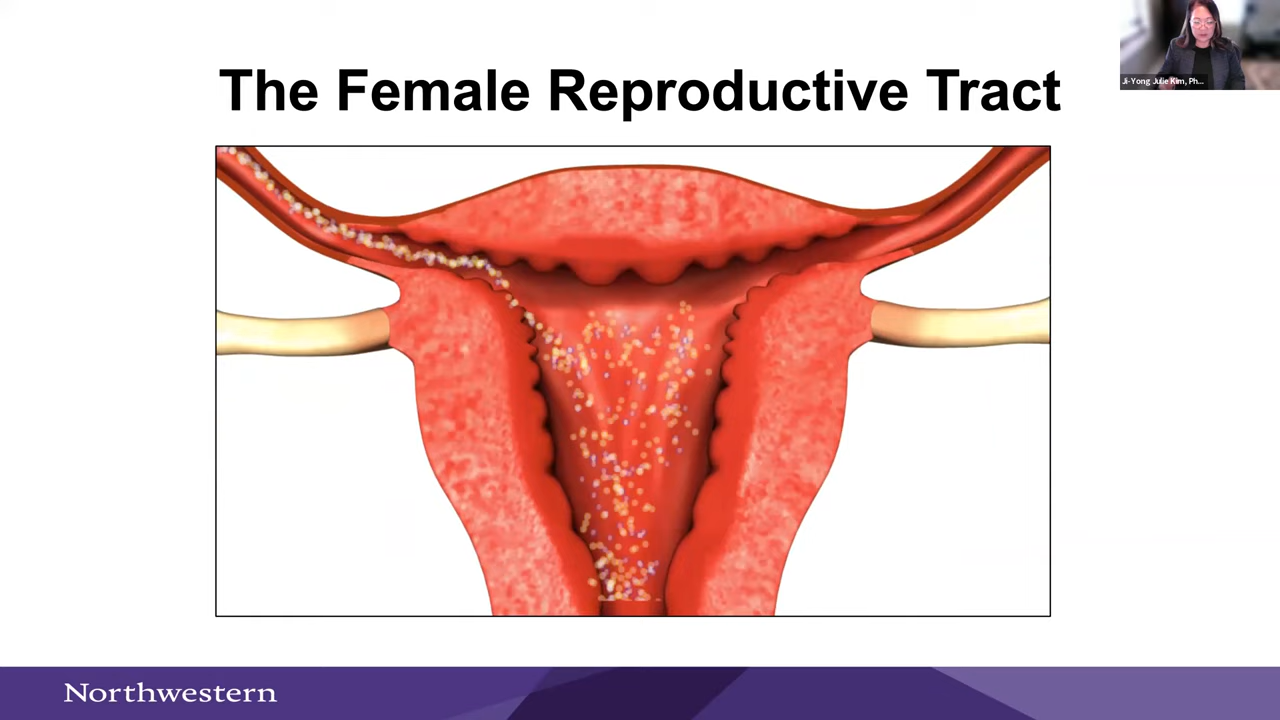 Ji-Yong Julie Kim, Ph...
The Female Reproductive Tract
Northwestern